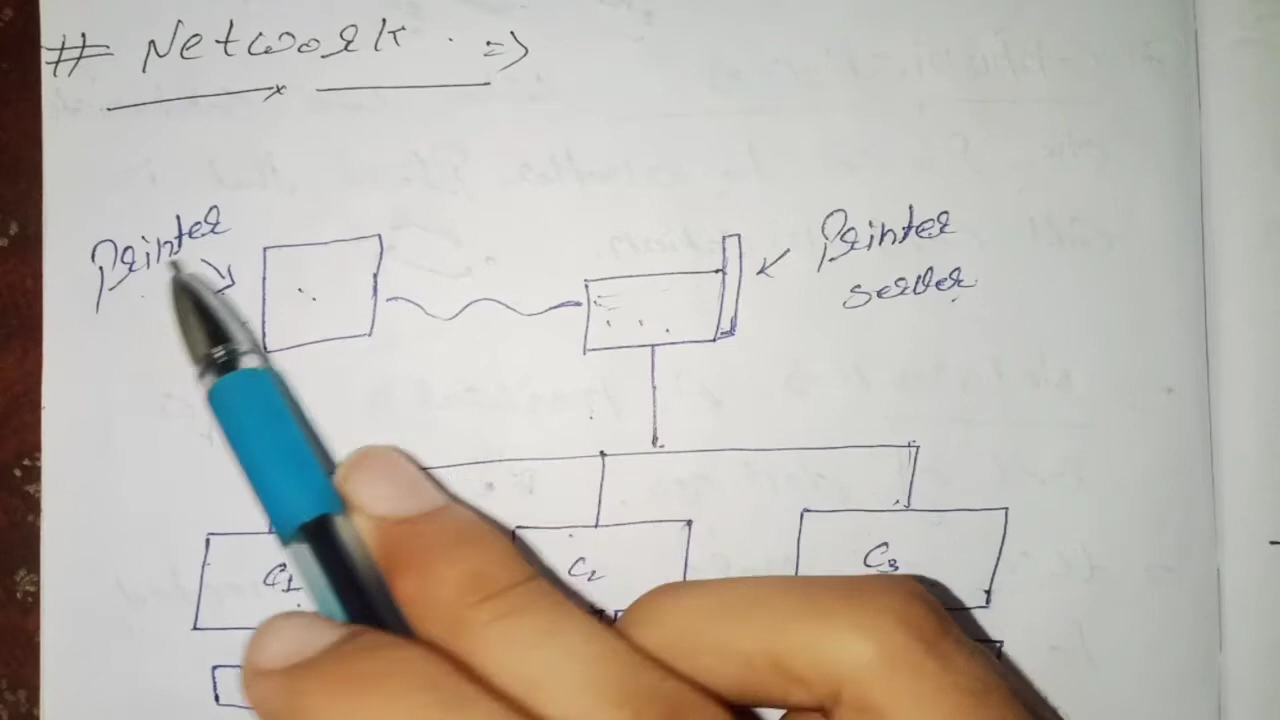 # Network. =>
Printer
Printer
server
C1
C2
C3